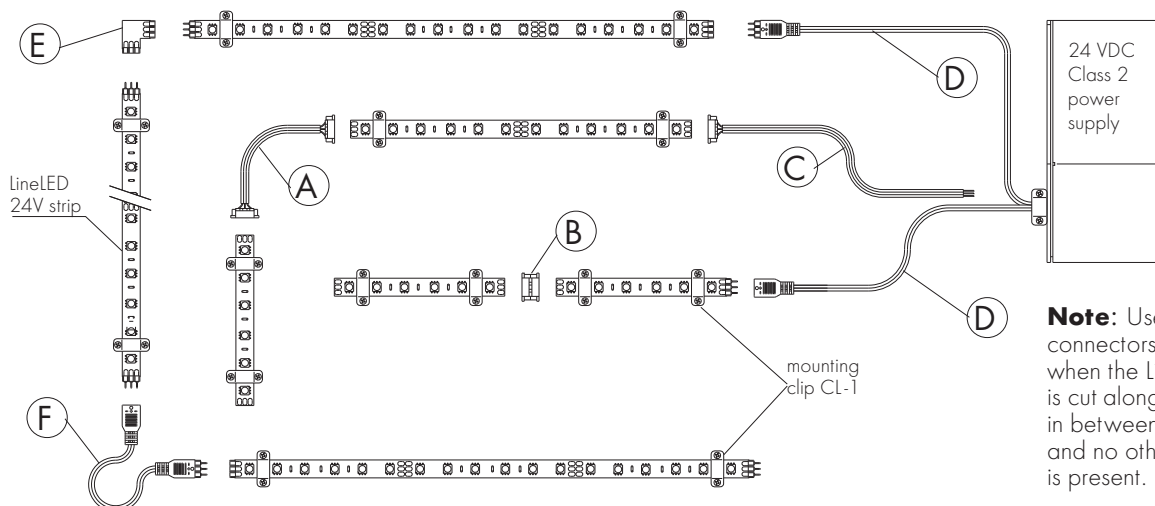 E
D
24 VDC
Class 2
power
supply
A
C
LineLED
24V strip
B
D
mounting
clip CL-1
F
Note: Use
connectors
when the L
is cut along
in between
and no oth
is present.